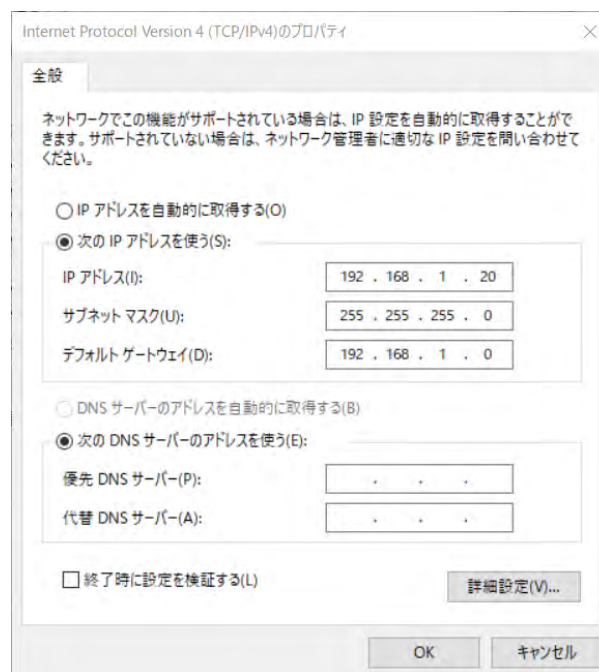 Internet Protocol Version 4 (TCP/IPv4)のプロパティ
全般
ネットワークでこの機能がサポートされている場合は、IP 設定を自動的に取得することがで
きます。サポートされていない場合は、ネットワーク管理者に適切な IP 設定を問い合わせて
ください。
IP アドレスを自動的に取得する(O)
次の IP アドレスを使う(S):
IP アドレス(I): 192 . 168 . 1 . 20
サブネット マスク(U): 255 . 255 . 255 . 0
デフォルト ゲートウェイ(D): 192 . 168 . 1 . 0
DNS サーバーのアドレスを自動的に取得する(B)
次の DNS サーバーのアドレスを使う(E):
優先 DNS サーバー(P): . . .
代替 DNS サーバー(A): . . .
終了時に設定を検証する(L)
詳細設定(V)...
OK キャンセル